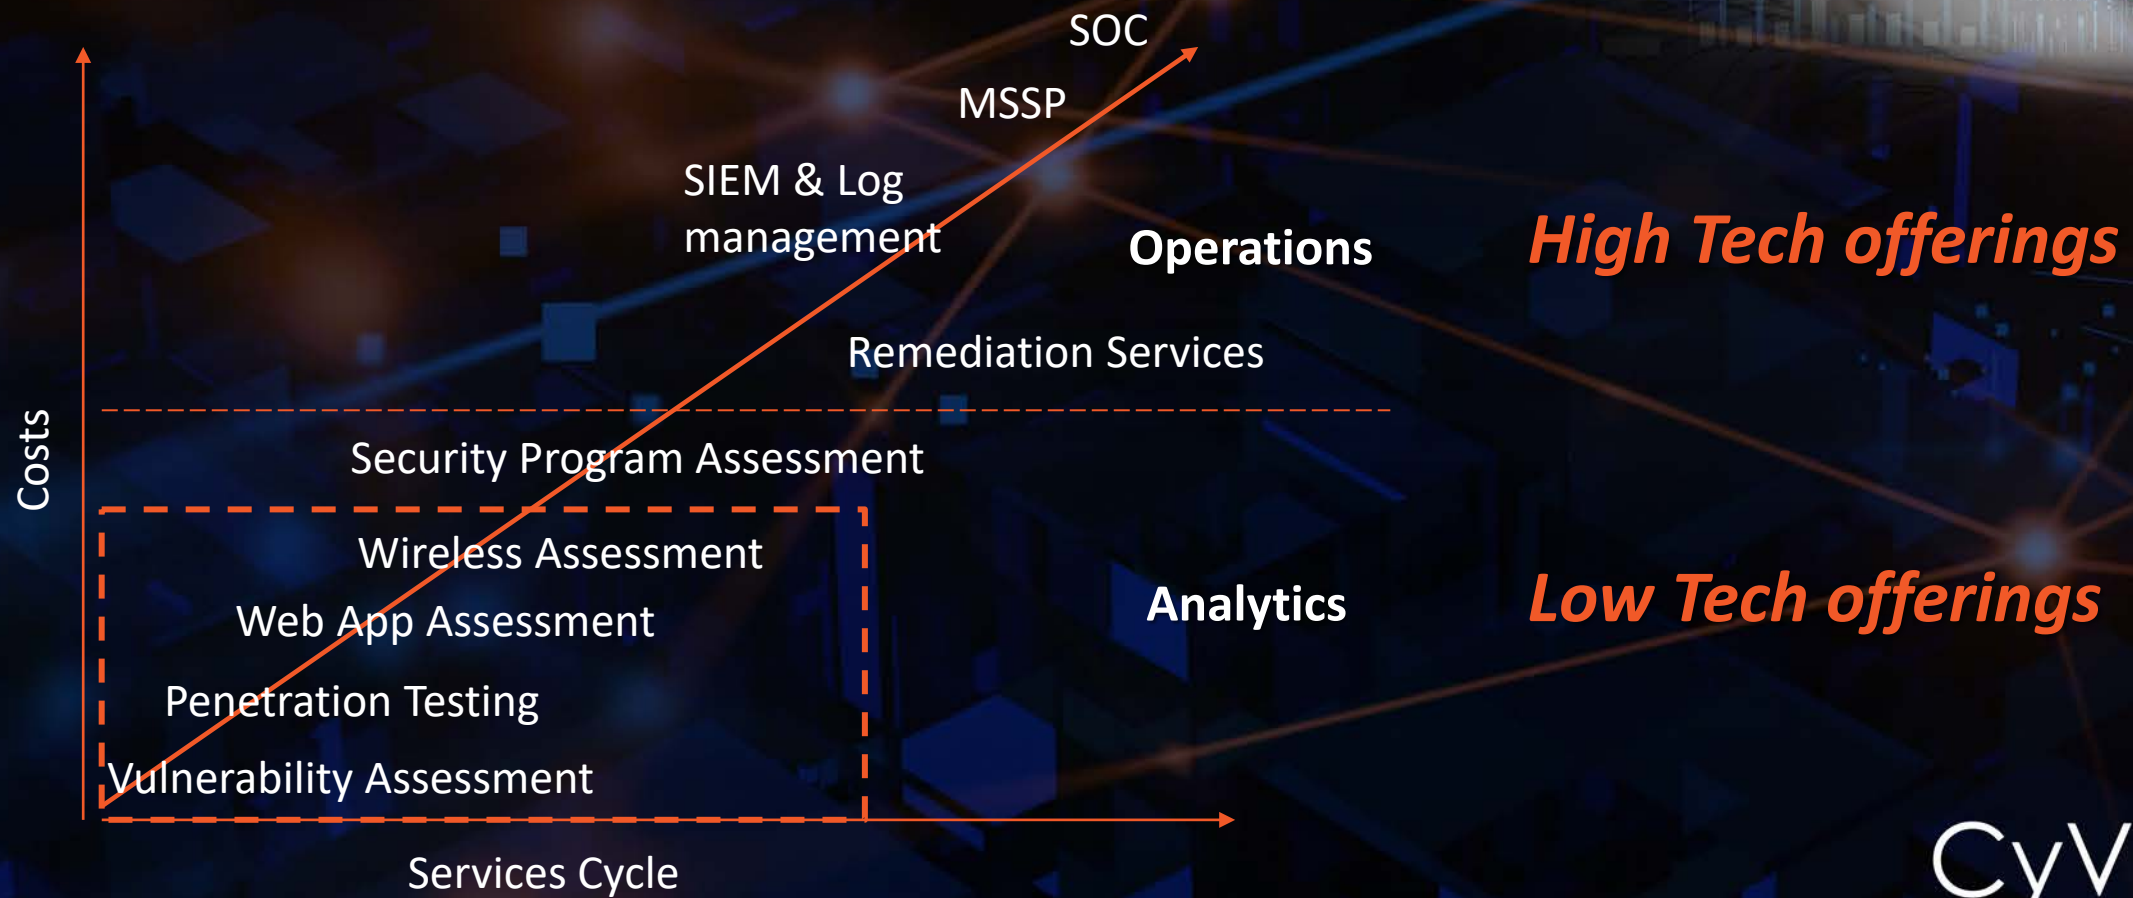 SOC
MSSP
SIEM & Log
management
Operations
High Tech offerings
Remediation Services
Costs
Security Program Assessment
Wireless Assessment
Web App Assessment
Analytics
Low Tech offerings
Penetration Testing
Vulnerability Assessment
Services Cycle
CyV